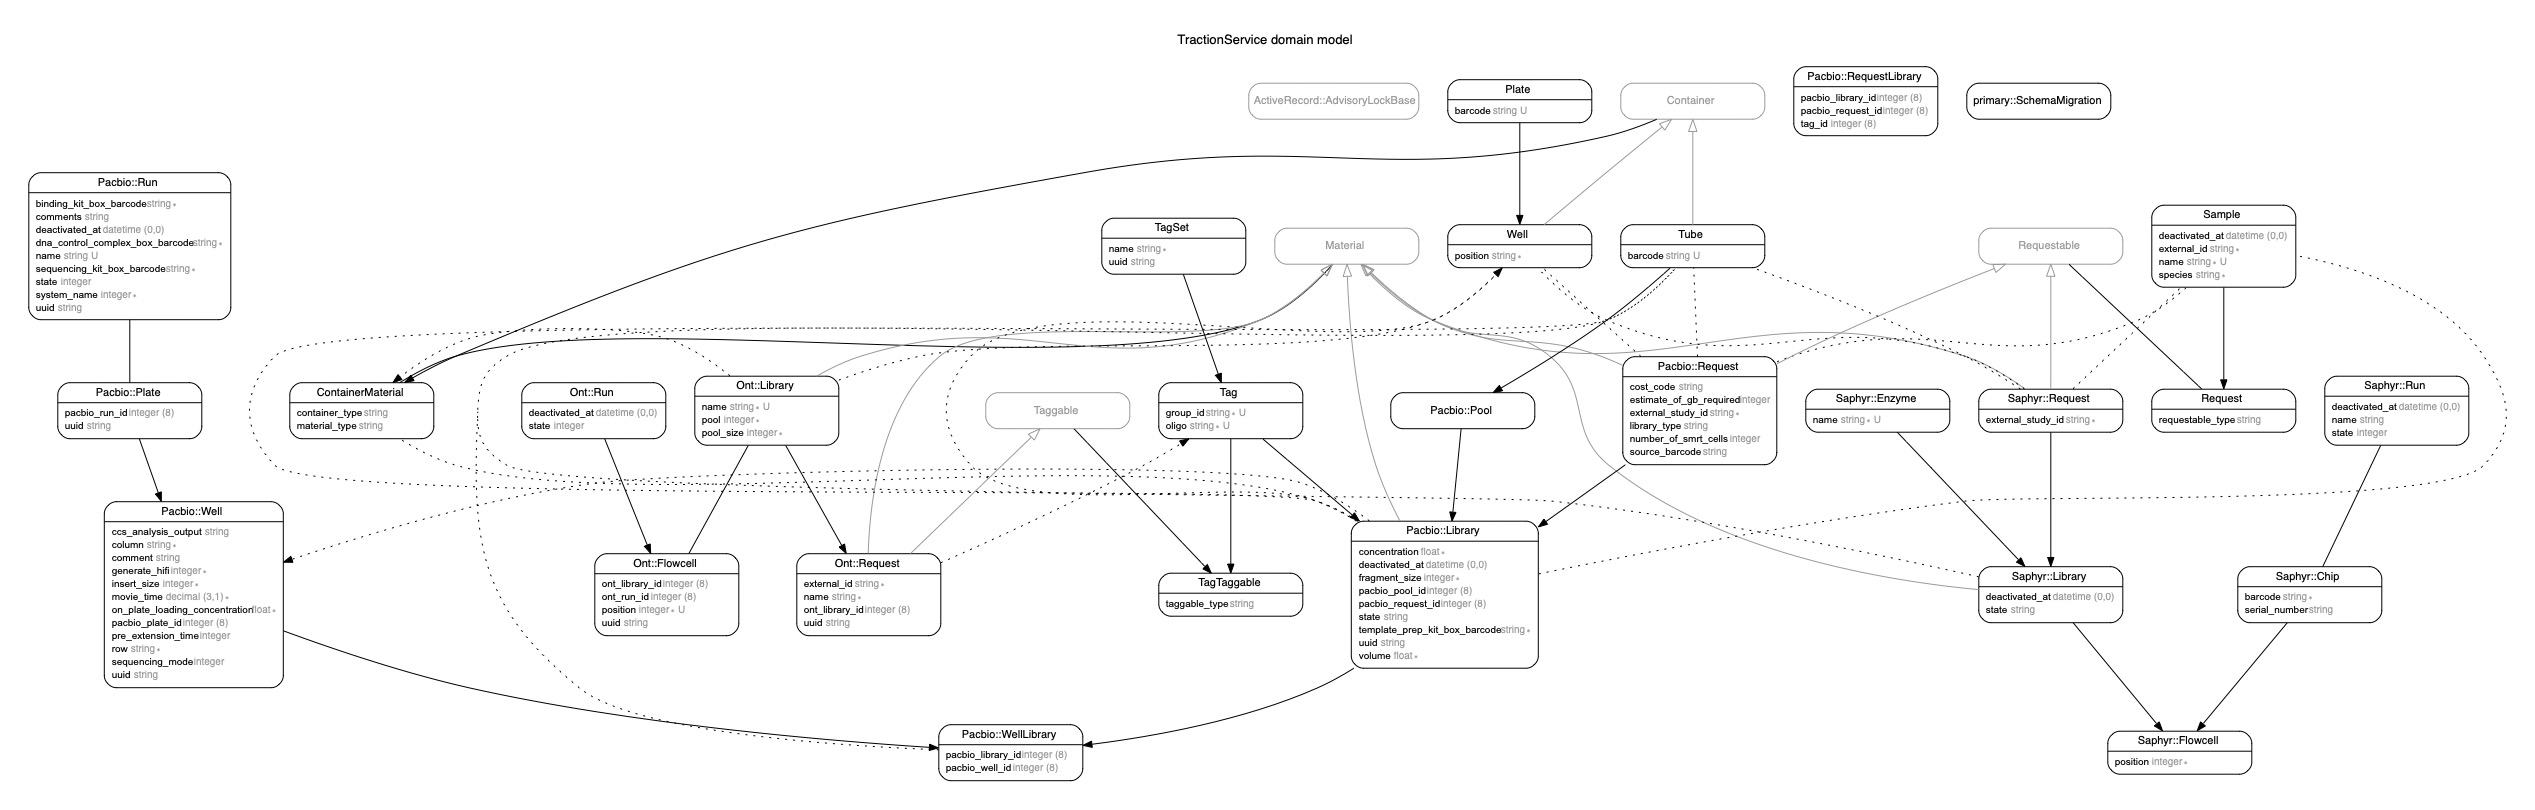 TractionService domain model
ActiveRecord::AdvisoryLockBase
Plate
barcode string U
Container
Pacbio::RequestLibrary
pacbio_library_id integer (8)
pacbio_request_id integer (8)
tag_id integer (8)
primary::SchemaMigration
Pacbio::Run
binding_kit_box_barcode string *
comments string
deactivated_at datetime (0,0)
dna_control_complex_box_barcode string *
name string U
sequencing_kit_box_barcode string *
state integer
system_name integer *
uuid string
TagSet
name string *
uuid string
Material
Well
position string *
Tube
barcode string U
Requestable
Sample
deactivated_at datetime (0,0)
external_id string *
name string * U
species string *
Pacbio::Plate
pacbio_run_id integer (8)
uuid string
ContainerMaterial
container_type string
material_type string
Ont::Run
deactivated_at datetime (0,0)
state integer
Ont::Library
name string * U
pool integer *
pool_size integer *
Taggable
Tag
group_id string * U
oligo string * U
Pacbio::Pool
Pacbio::Request
cost_code string
estimate_of_gb_required integer
external_study_id string *
library_type string
number_of_smrt_cells integer
source_barcode string
Saphyr::Enzyme
name string * U
Saphyr::Request
external_study_id string *
Request
requestable_type string
Saphyr::Run
deactivated_at datetime (0,0)
name string
state integer
Pacbio::Well
ccs_analysis_output string
column string *
comment string
generate_hifi integer *
insert_size integer *
movie_time decimal (3,1) *
on_plate_loading_concentration float *
pacbio_plate_id integer (8)
pre_extension_time integer
row string *
sequencing_mode integer
uuid string
Ont::Flowcell
ont_library_id integer (8)
ont_run_id integer (8)
position integer * U
uuid string
Ont::Request
external_id string *
name string *
ont_library_id integer (8)
uuid string
TagTaggable
taggable_type string
Pacbio::Library
concentration float *
deactivated_at datetime (0,0)
fragment_size integer *
pacbio_pool_id integer (8)
pacbio_request_id integer (8)
state string
template_prep_kit_box_barcode string *
uuid string
volume float *
Saphyr::Library
deactivated_at datetime (0,0)
state string
Saphyr::Chip
barcode string *
serial_number string
Pacbio::WellLibrary
pacbio_library_id integer (8)
pacbio_well_id integer (8)
Saphyr::Flowcell
position integer *